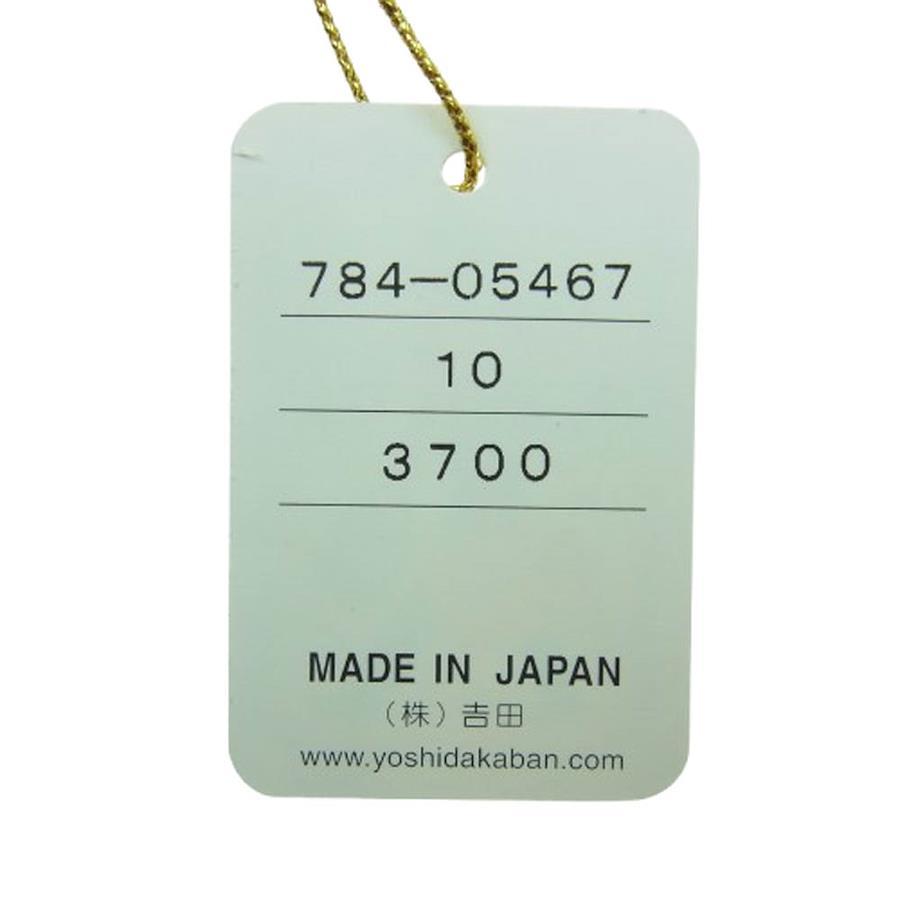 784-05467
10
3700
MADE IN JAPAN
(株)吉田
www.yoshidakaban.com